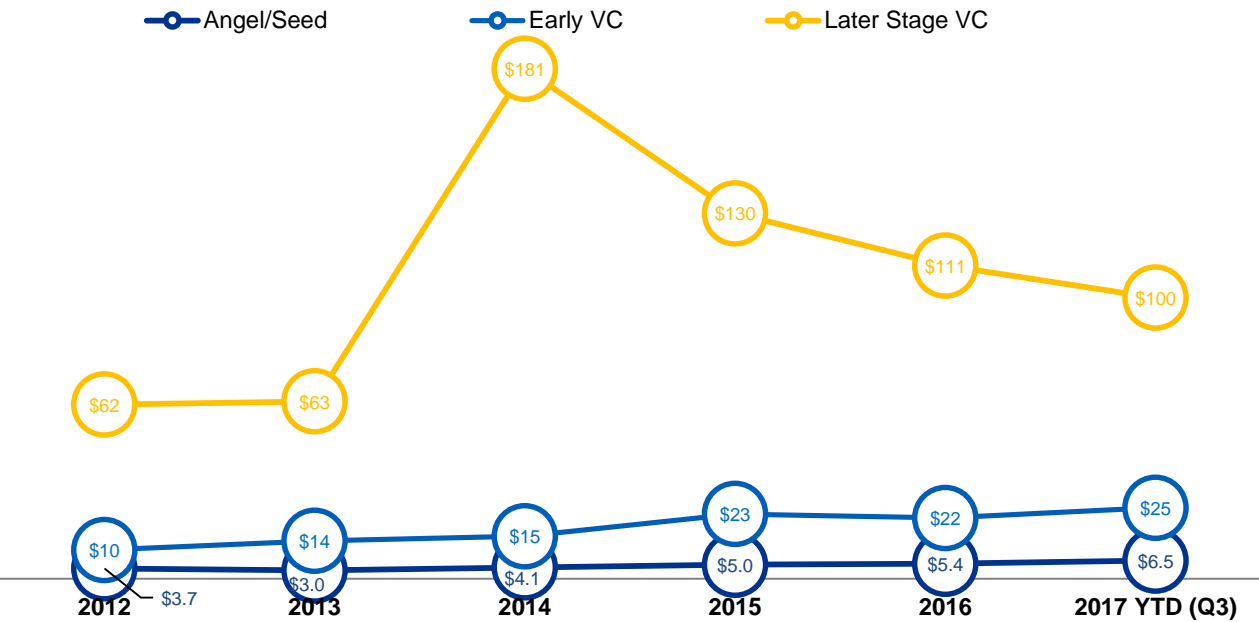 Angel/Seed Early VC Later Stage VC
$181
$130
$111
$100
$62 $63
$10 $14 $15 $23 $22 $25
$3.7 $3.0 $4.1 $5.0 $5.4 $6.5
2012 2013 2014 2015 2016 2017 YTD (Q3)